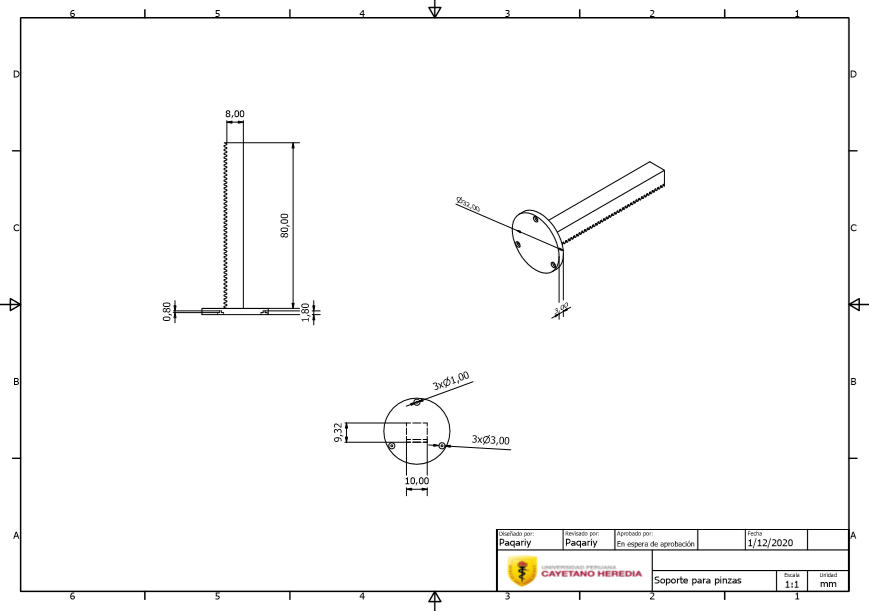 6 5 4 3 2 1
D D
8,00
80,00
Ø32,00
C C
0,80
1,80
3,00
B B
3xØ1,00
9,32
3xØ3,00
10,00
A A
Diseñado por: Revisado por: Aprobado por: Fecha
Paqariy Paqariy En espera de aprobación 1/12/2020
UNIVERSIDAD PERUANA
CAYETANO HEREDIA
Soporte para pinzas
Escala Unidad
1:1 mm
6 5 4 3 2 1